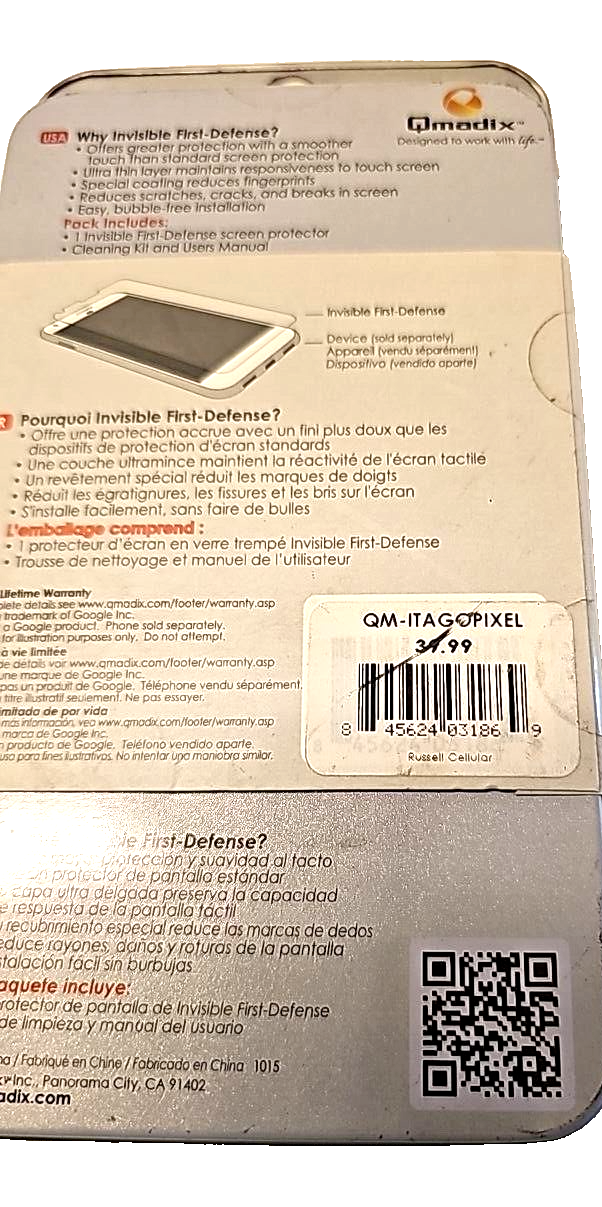 Qmadix™
Designed to work with life.™
USA Why Invisible First-Defense?
• Offers greater protection with a smoother
touch than standard screen protection
• Ultra thin layer maintains responsiveness to touch screen
• Special coating reduces fingerprints
• Reduces scratches, cracks, and breaks in screen
• Easy, bubble-free installation
Pack Includes:
• 1 Invisible First-Defense screen protector
• Cleaning Kit and Users Manual
Invisible First-Defense
Device (sold separately)
Appareil (vendu séparément)
Dispositivo (vendido aparte)
R Pourquoi Invisible First-Defense?
• Offre une protection accrue avec un fini plus doux que les
dispositifs de protection d'écran standards
• Une couche ultramince maintient la réactivité de l'écran tactile
• Un revêtement spécial réduit les marques de doigts
• Réduit les égratignures, les fissures et les bris sur l'écran
• S'installe facilement, sans faire de bulles
L'emballage comprend :
• 1 protecteur d'écran en verre trempé Invisible First-Defense
• Trousse de nettoyage et manuel de l'utilisateur
Lifetime Warranty
plete details see www.qmadix.com/footer/warranty.asp
trademark of Google Inc.
a Google product. Phone sold separately.
for illustration purposes only. Do not attempt.
à vie limitée
de détails voir www.qmadix.com/footer/warranty.asp
une marque de Google Inc.
pas un produit de Google. Téléphone vendu séparément.
titre illustratif seulement. Ne pas essayer.
imitada de por vida
más información, vea www.qmadix.com/footer/warranty.asp
marca de Google Inc.
n producto de Google. Teléfono vendido aparte.
usa para fines ilustrativos. No intentar una maniobra similar.
QM-ITAGOPIXEL
39.99
8 45624 03186 9
Russell Cellular
le First-Defense?
protección y suavidad al tacto
un protector de pantalla estándar
capa ultra delgada preserva la capacidad
e respuesta de la pantalla táctil
recubrimiento especial reduce las marcas de dedos
educe rayones, daños y roturas de la pantalla
stalación fácil sin burbujas
aquete incluye:
rotector de pantalla de Invisible First-Defense
de limpieza y manual del usuario
na / Fabriqué en Chine / Fabricado en China 1015
x™ Inc., Panorama City, CA 91402
adix.com